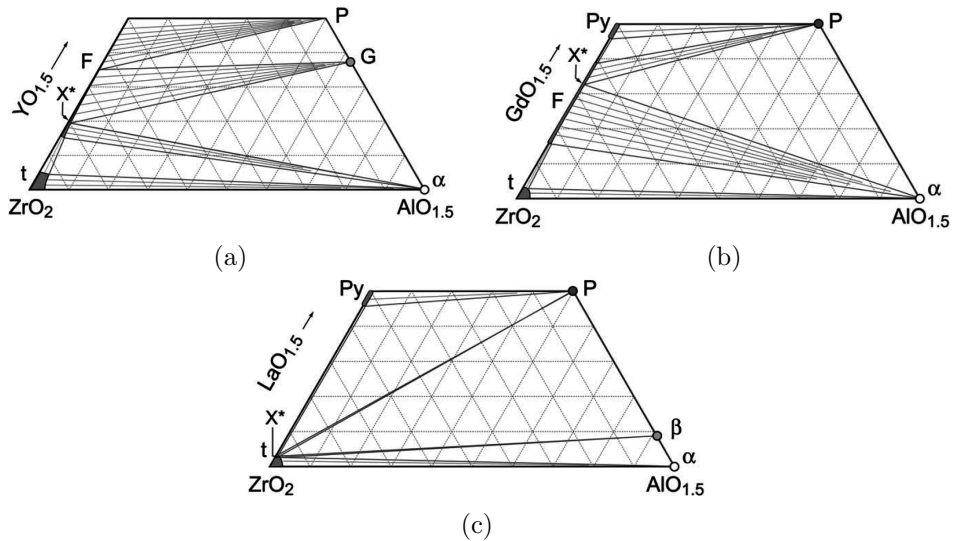 P
G
F
X*
YO₁.₅ →
t
α
ZrO₂
AlO₁.₅
(a)
Py
P
X*
GdO₁.₅ →
F
t
α
ZrO₂
AlO₁.₅
(b)
Py
P
LaO₁.₅ →
X*
t
β
α
ZrO₂
AlO₁.₅
(c)